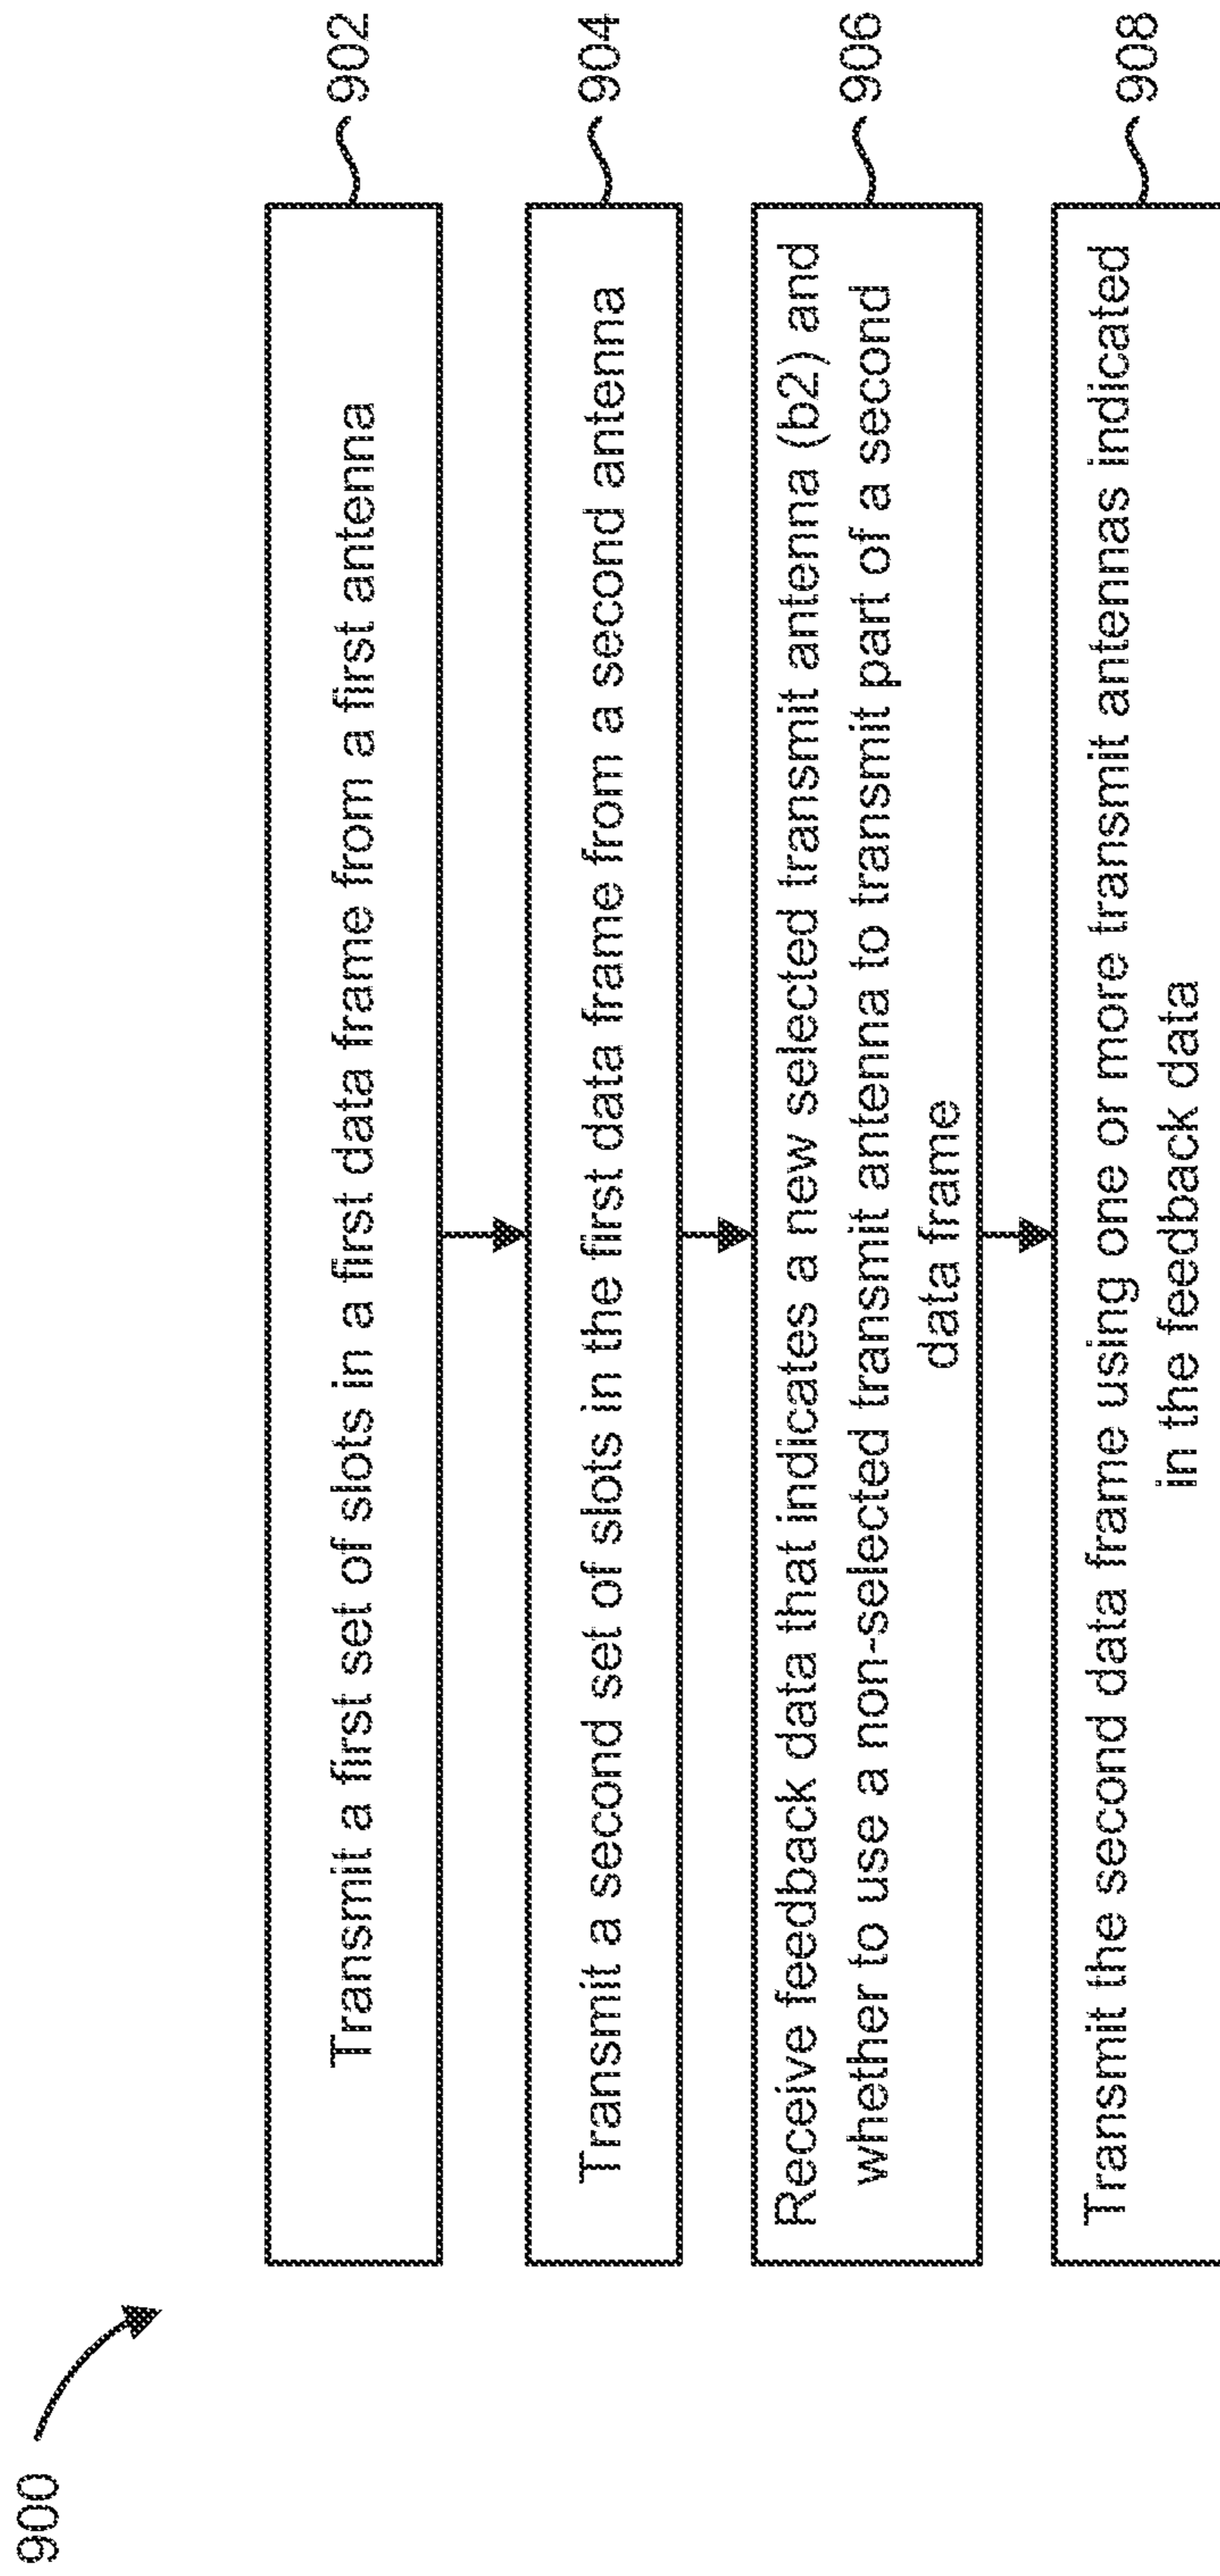 900
Transmit a first set of slots in a first data frame from a first antenna
902
Transmit a second set of slots in the first data frame from a second antenna
904
Receive feedback data that indicates a new selected transmit antenna (b2) and
whether to use a non-selected transmit antenna to transmit part of a second
data frame
906
Transmit the second data frame using one or more transmit antennas indicated
in the feedback data
908